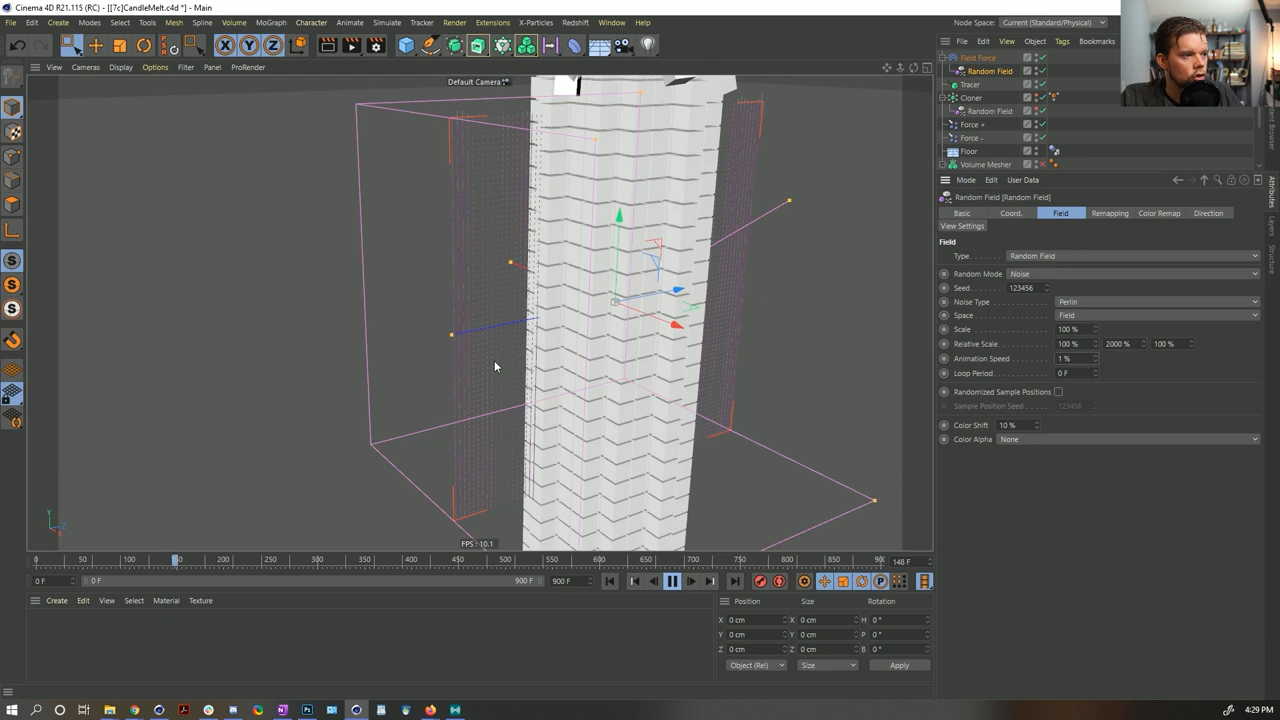 Cinema 4D R21.115 (RC) - [[7c]CandleMelt.c4d *] - Main
File Edit Create Modes Select Tools Mesh Spline Volume MoGraph Character Animate Simulate Tracker Render Extensions X-Particles Redshift Window Help
Node Space: Current (Standard/Physical)
File Edit View Object Tags Bookmarks
View Cameras Display Options Filter Panel ProRender
Default Camera
Field Force
Random Field
Tracer
Cloner
Random Field
Force +
Force -
Floor
Volume Mesher
Mode Edit User Data
Random Field [Random Field]
Basic Coord. Field Remapping Color Remap Direction
View Settings
Field
Type Random Field
Random Mode Noise
Seed 123456
Noise Type Perlin
Space Field
Scale 100 %
Relative Scale 100 % 2000 % 100 %
Animation Speed 1 %
Loop Period 0 F
Randomized Sample Positions
Sample Position Seed 123456
Color Shift 10 %
Color Alpha None
Attributes
Layers
Structure
FPS : 10.1
0 50 100 200 250 300 350 400 450 500 550 600 650 700 750 800 850 148 F
0 F 0 F 900 F 900 F
Create Edit View Select Material Texture
Position Size Rotation
X 0 cm X 0 cm H 0 °
Y 0 cm Y 0 cm P 0 °
Z 0 cm Z 0 cm B 0 °
Object (Rel) Size Apply
4:29 PM